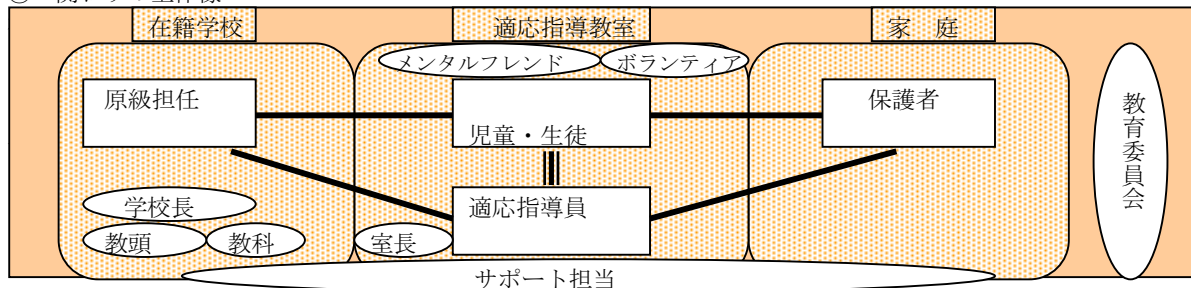 在籍学校
適応指導教室
家 庭
メンタルフレンド
ボランティア
原級担任
児童・生徒
保護者
教育委員会
適応指導員
学校長
教頭
教科
室長
サポート担当